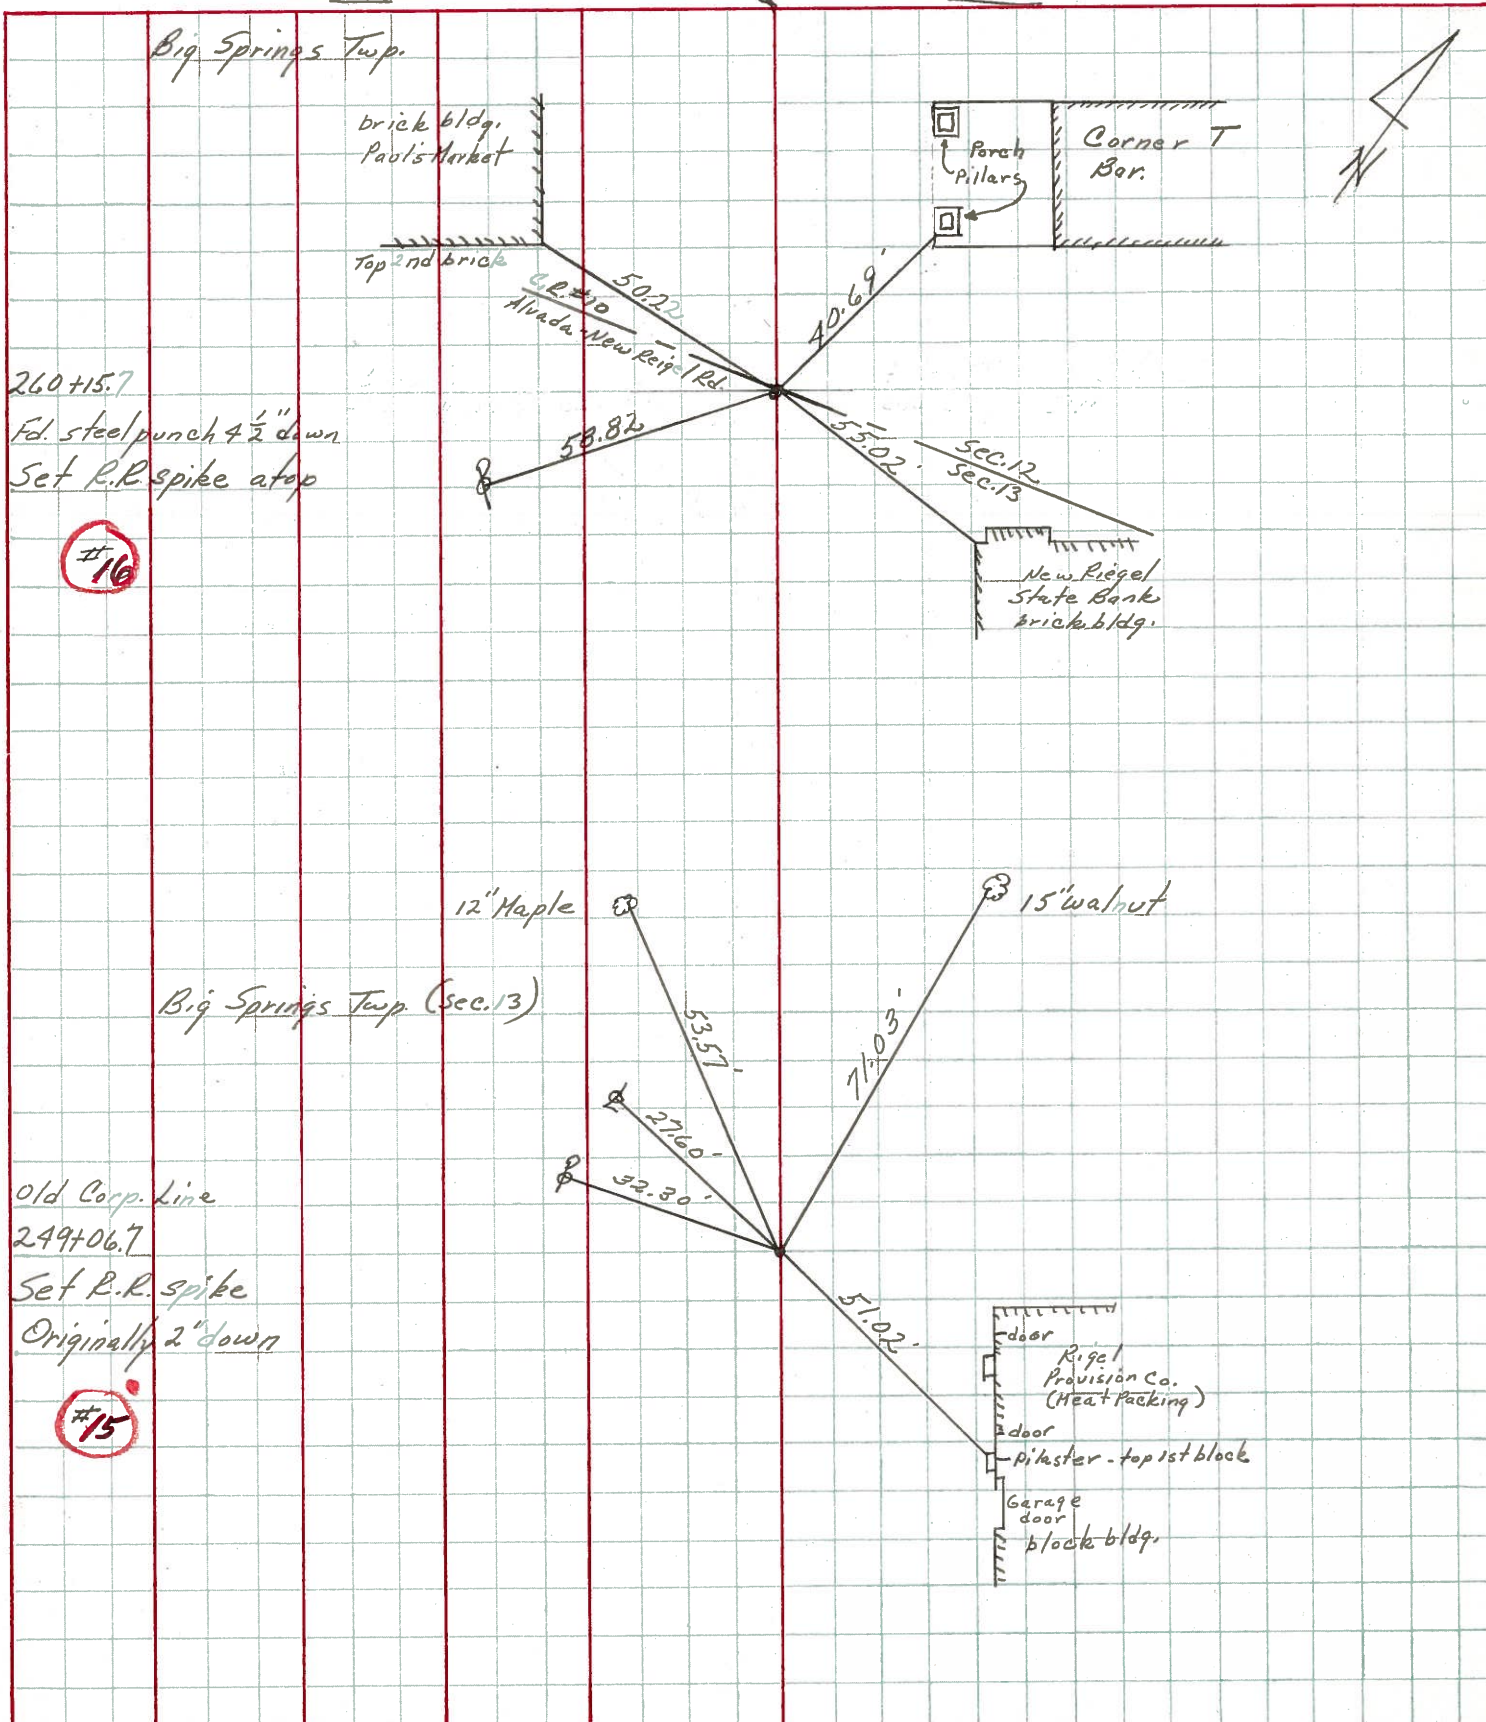 Big Springs Twp.
brick bldg.
Paul's Market
Top 2nd brick
Porch
Pillars
Corner T
Bar.
N
50.22
C.R.#10
Alvada-New Reigel Rd.
40.69'
260+15.7
Fd. steel punch 4 1/2" down
Set R.R. spike atop
#16
58.82
55.02'
Sec. 12
Sec. 13
New Riegel
State Bank
brick bldg.
12" Maple
15" walnut
Big Springs Twp. (Sec. 13)
53.57'
71.03'
27.60'
32.30'
Old Corp. Line
249+06.7
Set R.R. spike
Originally 2" down
#15
51.02'
door
Rigel
Provision Co.
(Meat Packing)
door
Pilaster - top 1st block
Garage
door
block bldg.